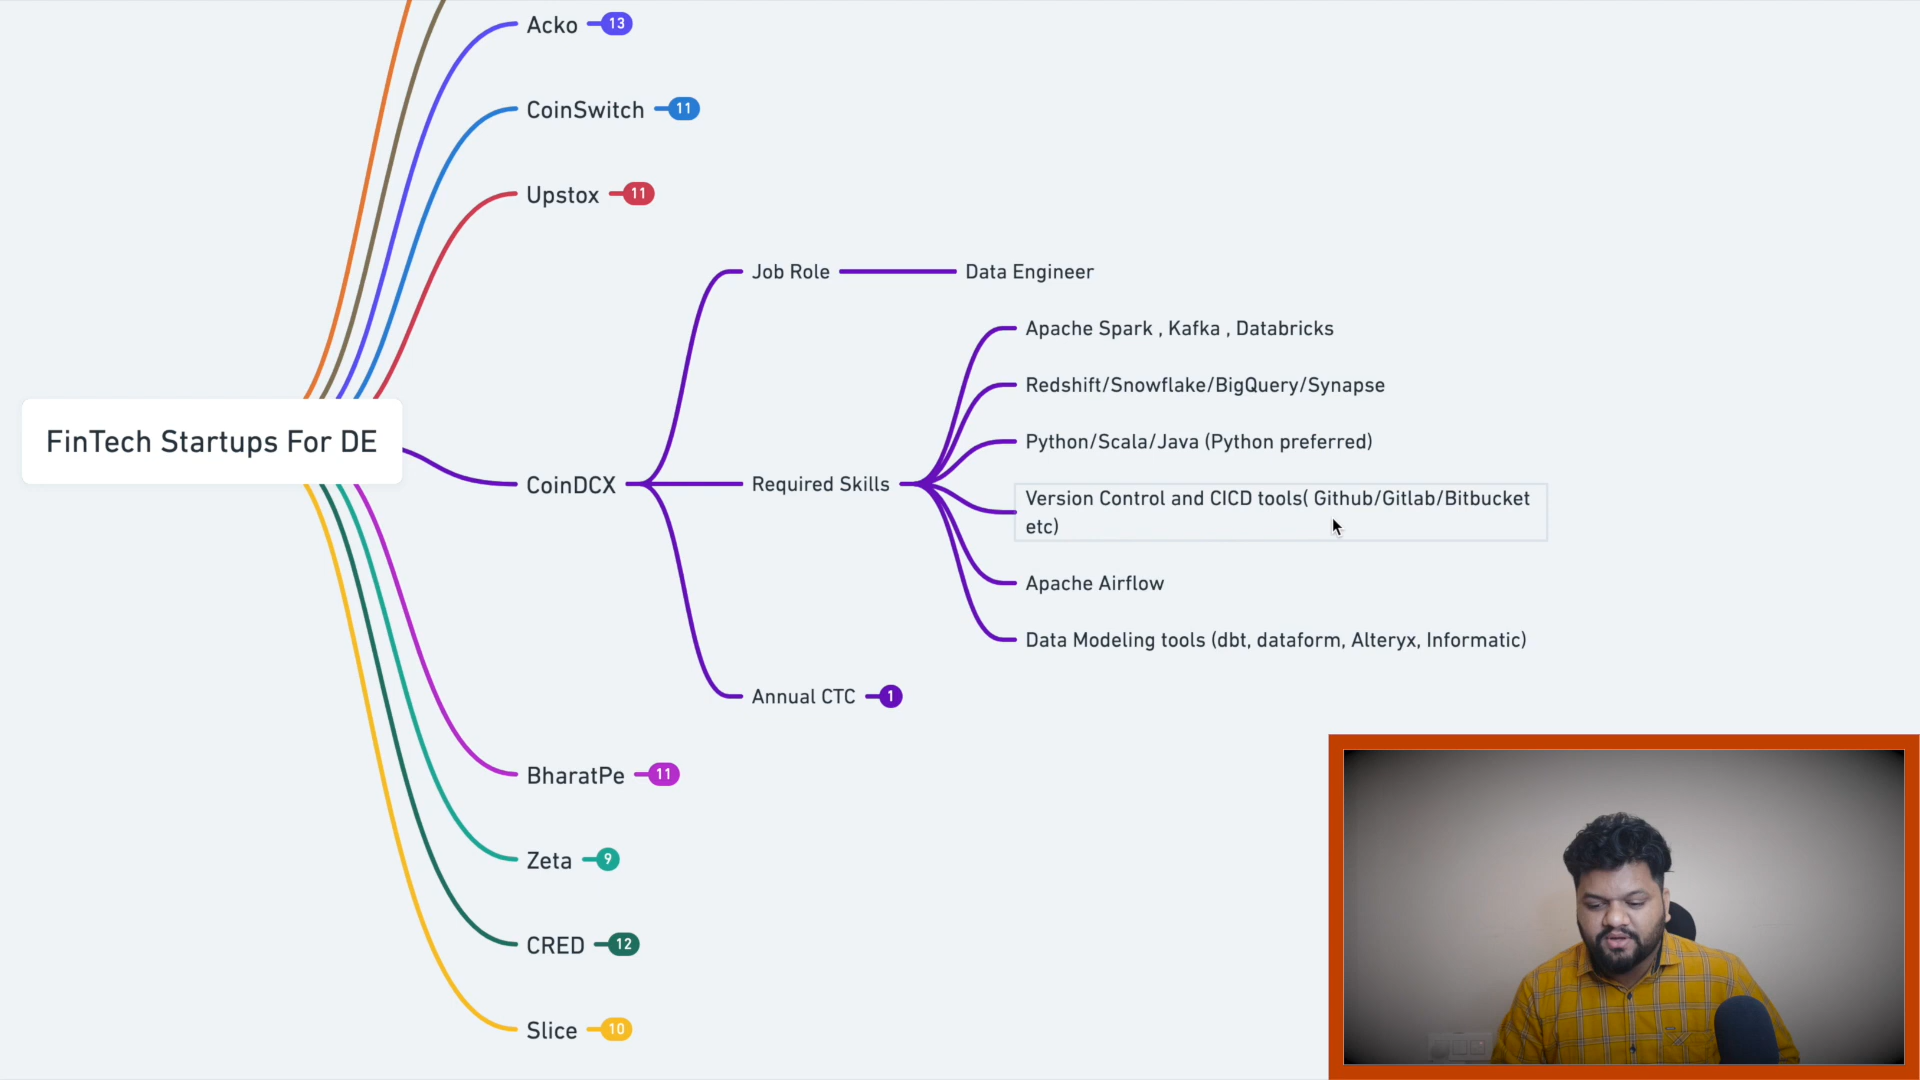 Acko 13
CoinSwitch 11
Upstox 11
Job Role
Data Engineer
Apache Spark , Kafka , Databricks
Redshift/Snowflake/BigQuery/Synapse
FinTech Startups For DE
Python/Scala/Java (Python preferred)
CoinDCX
Required Skills
Version Control and CICD tools( Github/Gitlab/Bitbucket
etc)
Apache Airflow
Data Modeling tools (dbt, dataform, Alteryx, Informatic)
Annual CTC 1
BharatPe 11
Zeta 9
CRED 12
Slice 10